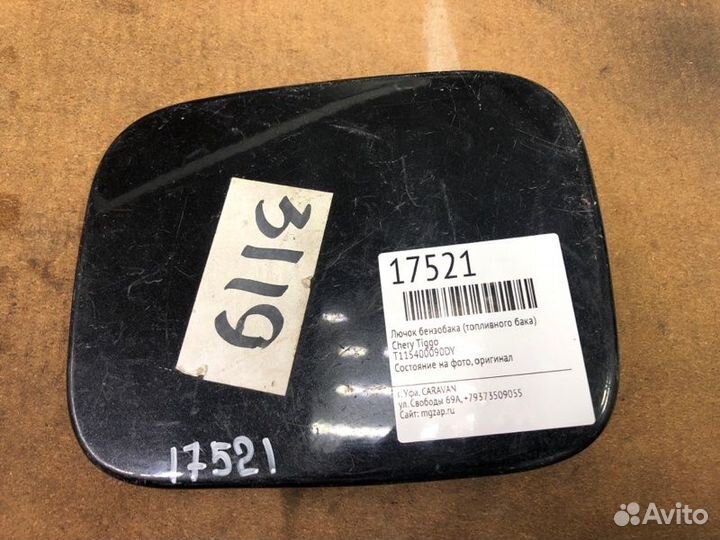 3119
17521
Лючок бензобака (топливного бака)
Chery Tiggo
T115400090DY
Состояние на фото, оригинал
г. Уфа, CARAVAN
ул. Свободы 69А, +79373509055
Сайт: mgzap.ru
17521
Avito